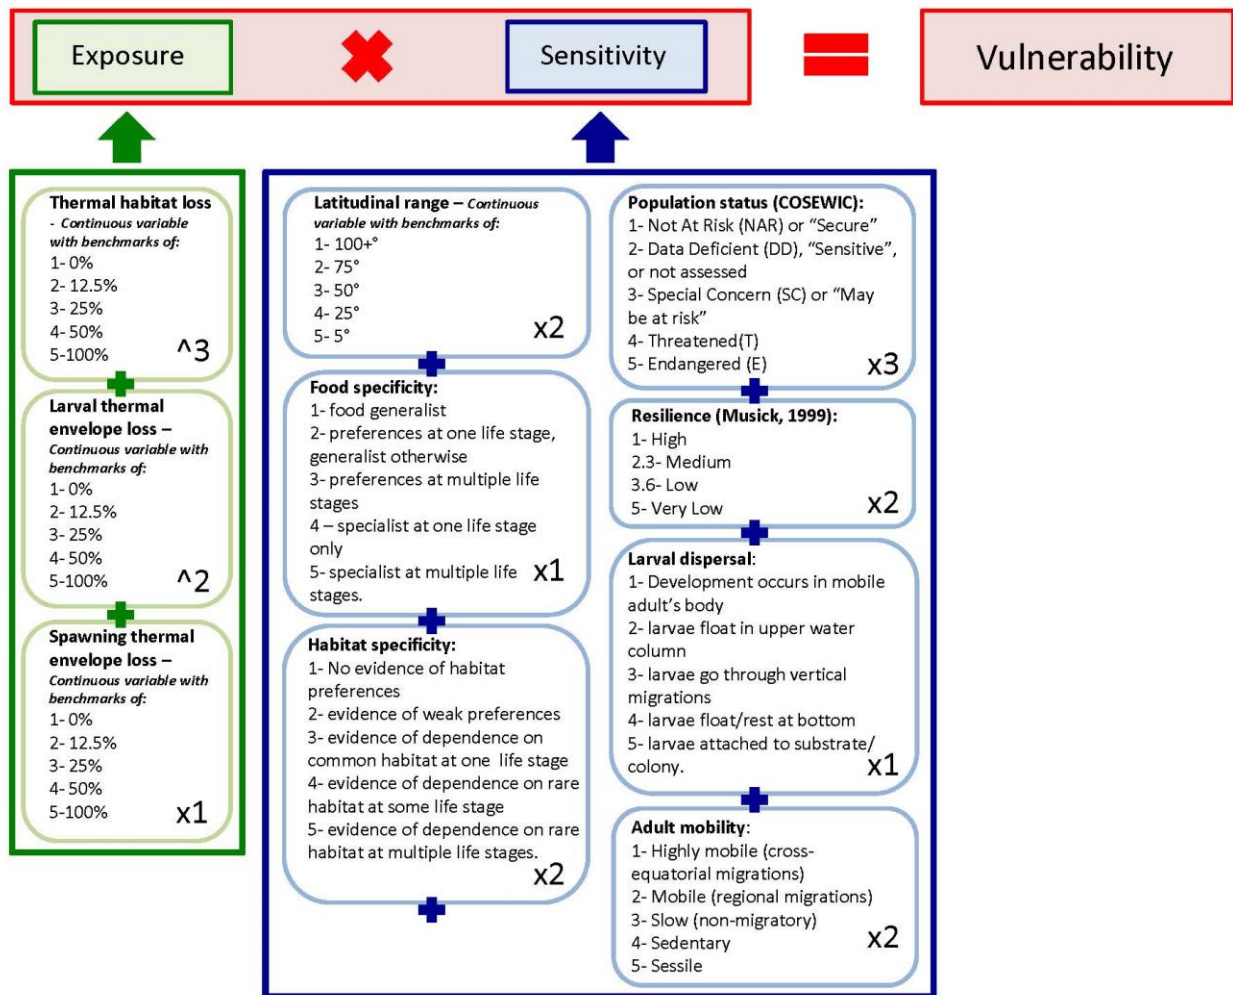 Exposure
Sensitivity
Vulnerability
Thermal habitat loss
- Continuous variable
with benchmarks of:
1- 0%
2- 12.5%
3- 25%
4- 50%
5-100%
^3
Larval thermal
envelope loss –
Continuous variable with
benchmarks of:
1- 0%
2- 12.5%
3- 25%
4- 50%
5-100%
^2
Spawning thermal
envelope loss –
Continuous variable with
benchmarks of:
1- 0%
2- 12.5%
3- 25%
4- 50%
5-100%
x1
Latitudinal range – Continuous
variable with benchmarks of:
1- 100+°
2- 75°
3- 50°
4- 25°
5- 5°
x2
Food specificity:
1- food generalist
2- preferences at one life stage,
generalist otherwise
3- preferences at multiple life
stages
4 – specialist at one life stage
only
5- specialist at multiple life
stages.
x1
Habitat specificity:
1- No evidence of habitat
preferences
2- evidence of weak preferences
3- evidence of dependence on
common habitat at one life stage
4- evidence of dependence on rare
habitat at some life stage
5- evidence of dependence on rare
habitat at multiple life stages.
x2
Population status (COSEWIC):
1- Not At Risk (NAR) or “Secure”
2- Data Deficient (DD), “Sensitive”,
or not assessed
3- Special Concern (SC) or “May
be at risk”
4- Threatened(T)
5- Endangered (E)
x3
Resilience (Musick, 1999):
1- High
2.3- Medium
3.6- Low
5- Very Low
x2
Larval dispersal:
1- Development occurs in mobile
adult’s body
2- larvae float in upper water
column
3- larvae go through vertical
migrations
4- larvae float/rest at bottom
5- larvae attached to substrate/
colony.
x1
Adult mobility:
1- Highly mobile (cross-
equatorial migrations)
2- Mobile (regional migrations)
3- Slow (non-migratory)
4- Sedentary
5- Sessile
x2